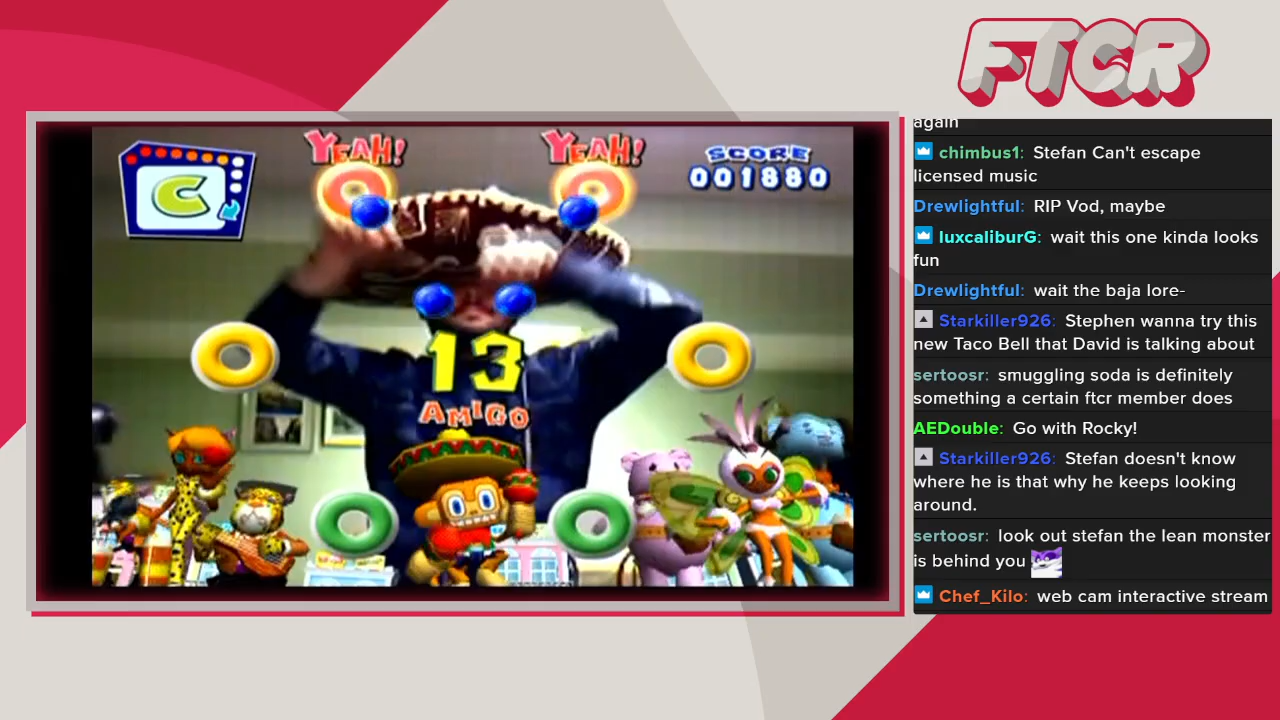 FTCR
YEAH!
YEAH!
C
SCORE
001880
13
AMIGO
again
chimbus1: Stefan Can't escape
licensed music
Drewlightful: RIP Vod, maybe
luxcaliburG: wait this one kinda looks
fun
Drewlightful: wait the baja lore-
Starkiller926: Stephen wanna try this
new Taco Bell that David is talking about
sertoosr: smuggling soda is definitely
something a certain ftcr member does
AEDouble: Go with Rocky!
Starkiller926: Stefan doesn't know
where he is that why he keeps looking
around.
sertoosr: look out stefan the lean monster
is behind you
Chef_Kilo: web cam interactive stream